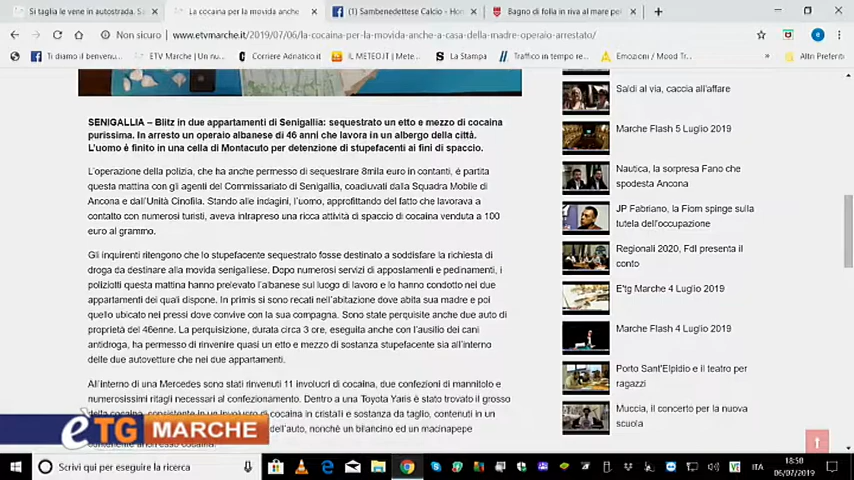 Si taglia le vene in autostrada. Sa
La cocaina per la movida anche
(1) Sambenedettese Calcio - Hom
Bagno di folla in riva al mare per
Non sicuro | www.etvmarche.it/2019/07/06/la-cocaina-per-la-movida-anche-a-casa-della-madre-operaio-arrestato/
Ti diamo il benvenu...
ETV Marche | Un nu...
Corriere Adriatico
IL METEO.IT | Mete...
La Stampa
Traffico in tempo re...
Emozioni / Mood Tr...
Altri Preferiti
SENIGALLIA – Blitz in due appartamenti di Senigallia: sequestrato un etto e mezzo di cocaina
purissima. In arresto un operaio albanese di 46 anni che lavora in un albergo della città.
L'uomo è finito in una cella di Montacuto per detenzione di stupefacenti ai fini di spaccio.
L'operazione della polizia, che ha anche permesso di sequestrare 8mila euro in contanti, è partita
questa mattina con gli agenti del Commissariato di Senigallia, coadiuvati dalla Squadra Mobile di
Ancona e dall'Unità Cinofila. Stando alle indagini, l'uomo, approfittando del fatto che lavorava a
contatto con numerosi turisti, aveva intrapreso una ricca attività di spaccio di cocaina venduta a 100
euro al grammo.
Gli inquirenti ritengono che lo stupefacente sequestrato fosse destinato a soddisfare la richiesta di
droga da destinare alla movida senigalliese. Dopo numerosi servizi di appostamenti e pedinamenti, i
poliziotti questa mattina hanno prelevato l'albanese sul luogo di lavoro e lo hanno condotto nei due
appartamenti dei quali dispone. In primis si sono recati nell'abitazione dove abita sua madre e poi
quello ubicato nei pressi dove convive con la sua compagna. Sono state perquisite anche due auto di
proprietà del 46enne. La perquisizione, durata circa 3 ore, eseguita anche con l'ausilio dei cani
antidroga, ha permesso di rinvenire quasi un etto e mezzo di sostanza stupefacente sia all'interno
delle due autovetture che nei due appartamenti.
All'interno di una Mercedes sono stati rinvenuti 11 involucri di cocaina, due confezioni di mannitolo e
numerosissimi ritagli necessari al confezionamento. Dentro a una Toyota Yaris è stato trovato il grosso
della cocaina, consistente in un involucro di cocaina in cristalli e sostanza da taglio, contenuti in un
dell'auto, nonché un bilancino ed un macinapepe
contenente anch'esso cocaina.
Saldi al via, caccia all'affare
Marche Flash 5 Luglio 2019
Nautica, la sorpresa Fano che
spodesta Ancona
JP Fabriano, la Fiom spinge sulla
tutela dell'occupazione
Regionali 2020, FdI presenta il
conto
E'tg Marche 4 Luglio 2019
Marche Flash 4 Luglio 2019
Porto Sant'Elpidio e il teatro per
ragazzi
Muccia, il concerto per la nuova
scuola
èTG MARCHE
Scrivi qui per eseguire la ricerca
ITA
18:50
06/07/2019